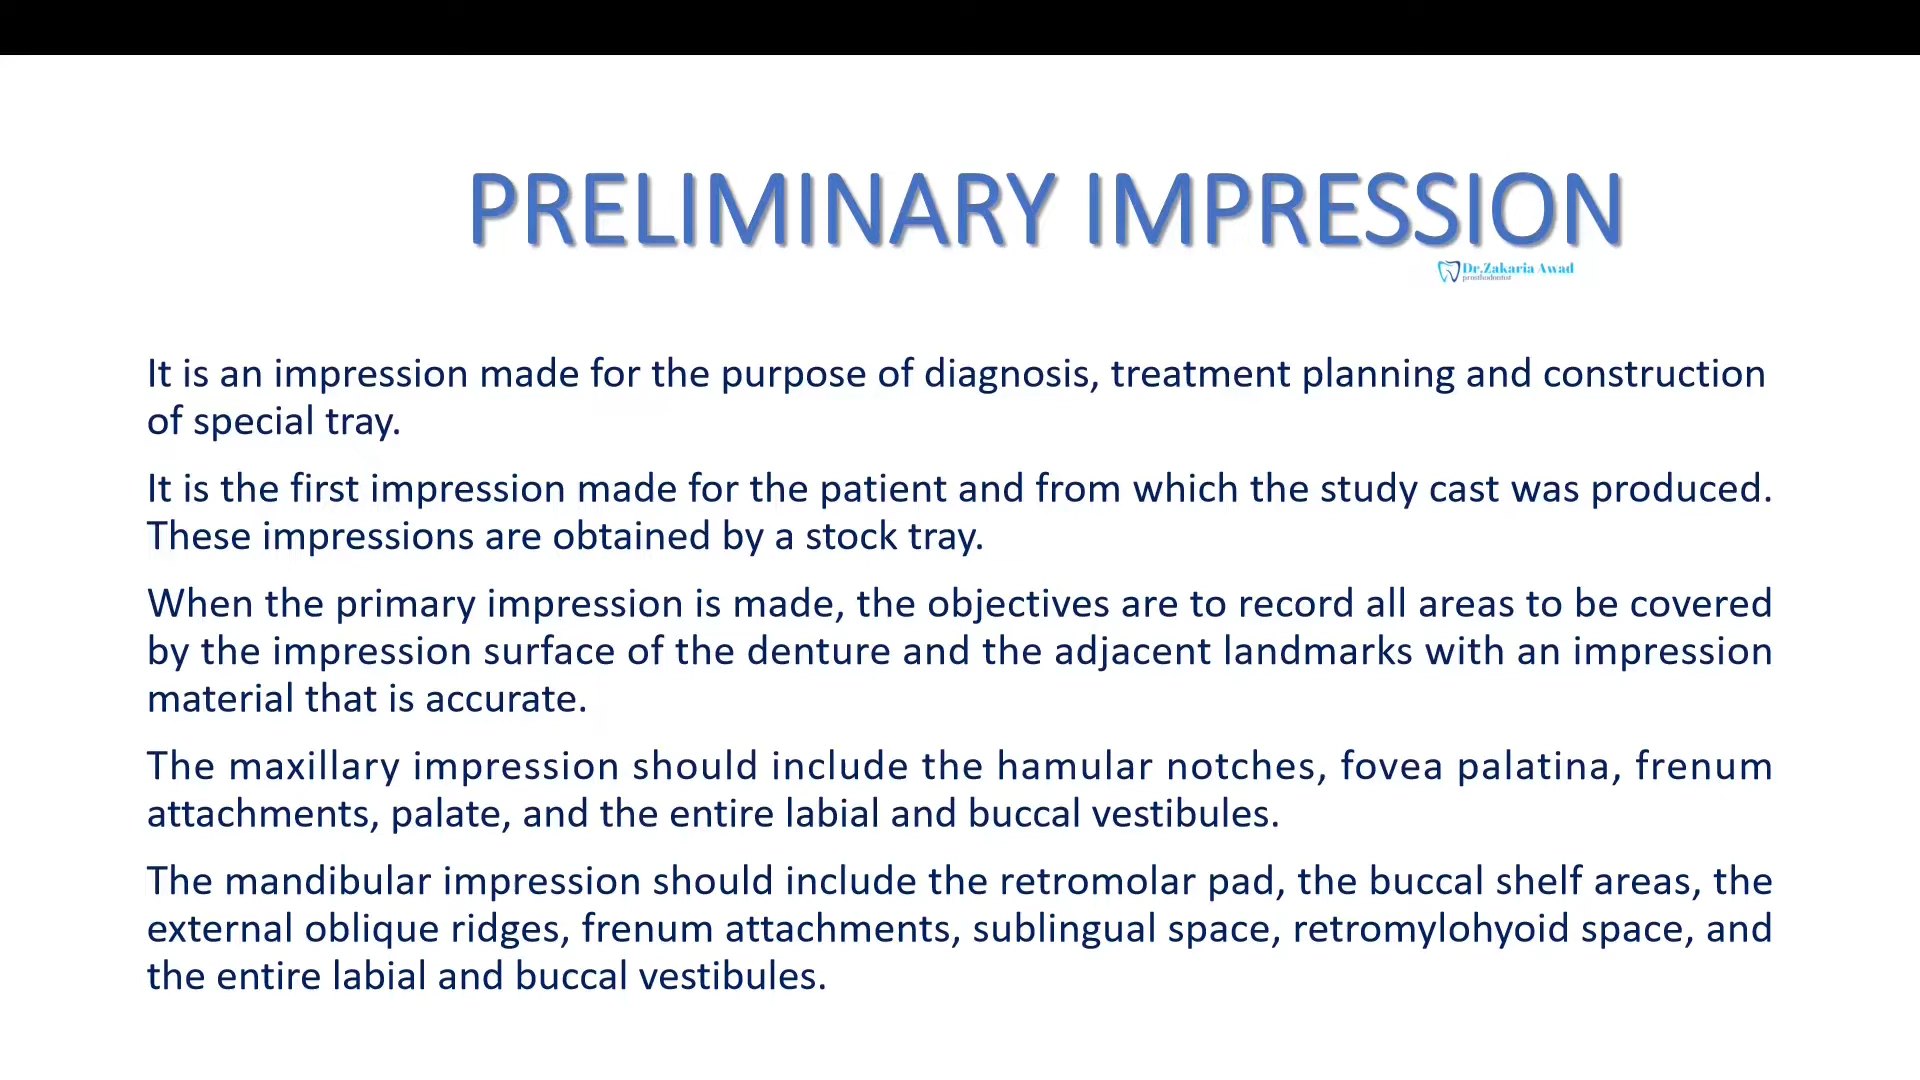 PRELIMINARY IMPRESSION
Dr.Zakaria Awad
prosthodontist
It is an impression made for the purpose of diagnosis, treatment planning and construction
of special tray.
It is the first impression made for the patient and from which the study cast was produced.
These impressions are obtained by a stock tray.
When the primary impression is made, the objectives are to record all areas to be covered
by the impression surface of the denture and the adjacent landmarks with an impression
material that is accurate.
The maxillary impression should include the hamular notches, fovea palatina, frenum
attachments, palate, and the entire labial and buccal vestibules.
The mandibular impression should include the retromolar pad, the buccal shelf areas, the
external oblique ridges, frenum attachments, sublingual space, retromylohyoid space, and
the entire labial and buccal vestibules.